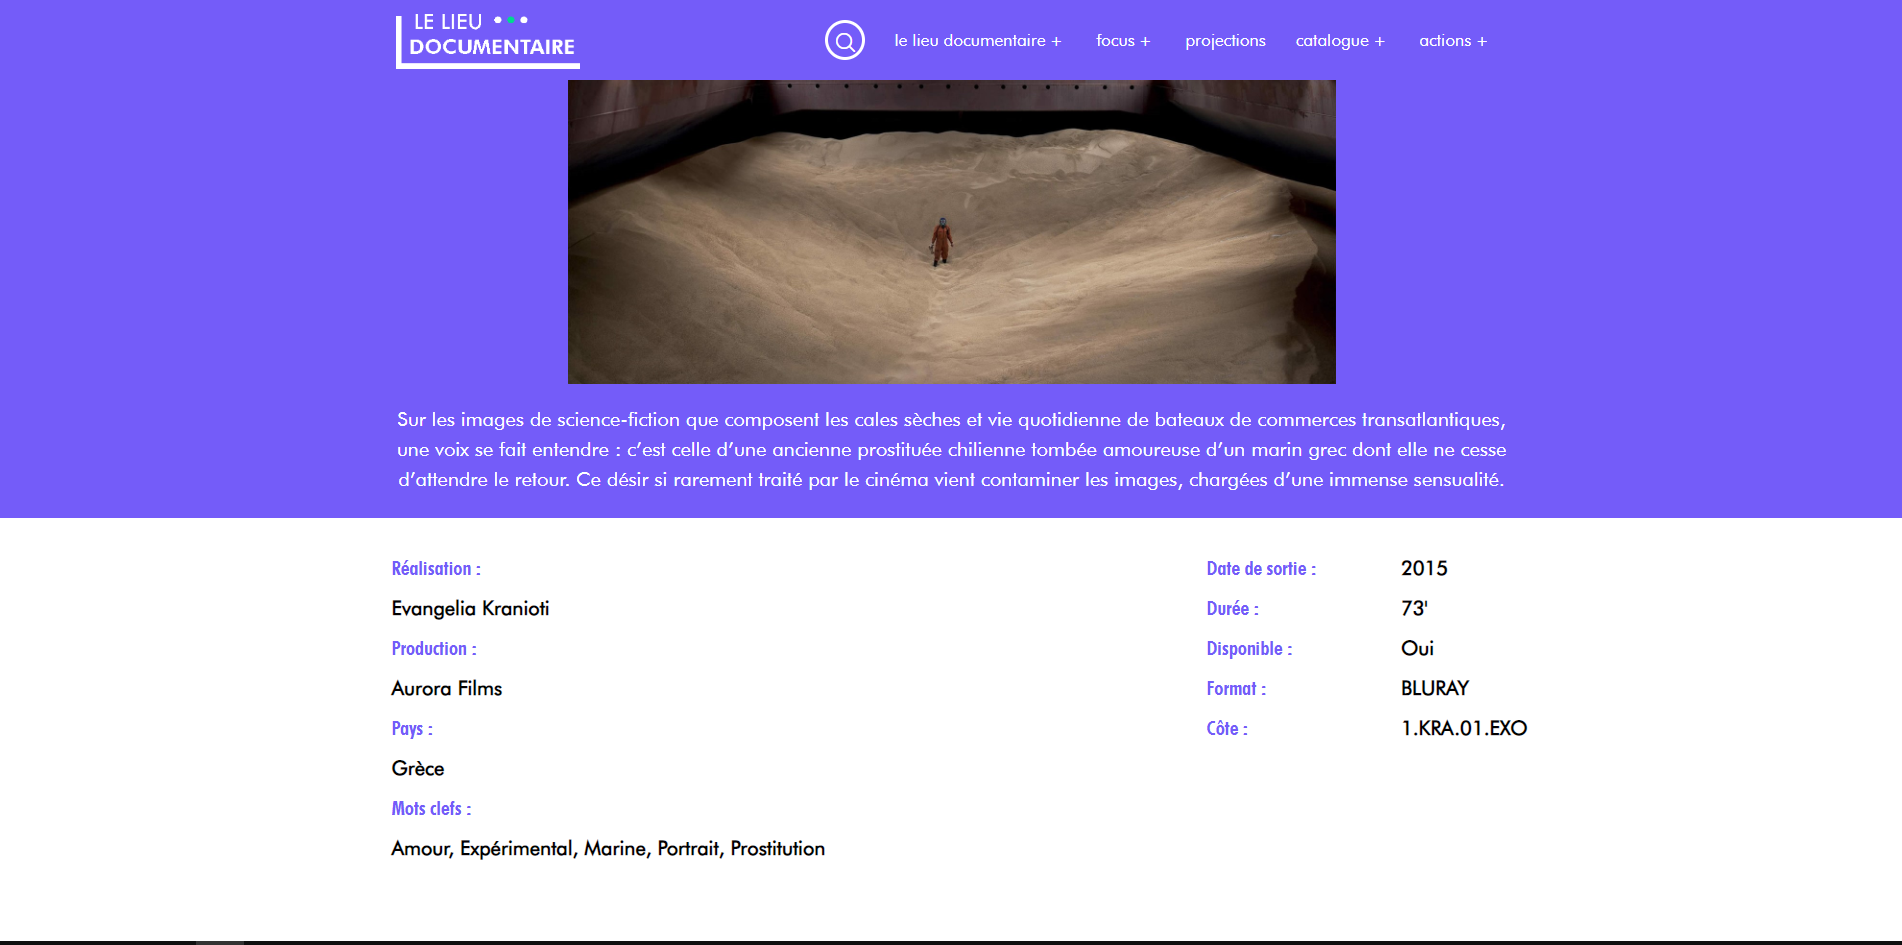 LE LIEU
DOCUMENTAIRE
le lieu documentaire +
focus +
projections
catalogue +
actions +
Sur les images de science-fiction que composent les cales sèches et vie quotidienne de bateaux de commerces transatlantiques,
une voix se fait entendre : c’est celle d’une ancienne prostituée chilienne tombée amoureuse d’un marin grec dont elle ne cesse
d’attendre le retour. Ce désir si rarement traité par le cinéma vient contaminer les images, chargées d’une immense sensualité.
Réalisation :
Evangelia Kranioti
Production :
Aurora Films
Pays :
Grèce
Mots clefs :
Amour, Expérimental, Marine, Portrait, Prostitution
Date de sortie : 2015
Durée : 73'
Disponible : Oui
Format : BLURAY
Côte : 1.KRA.01.EXO